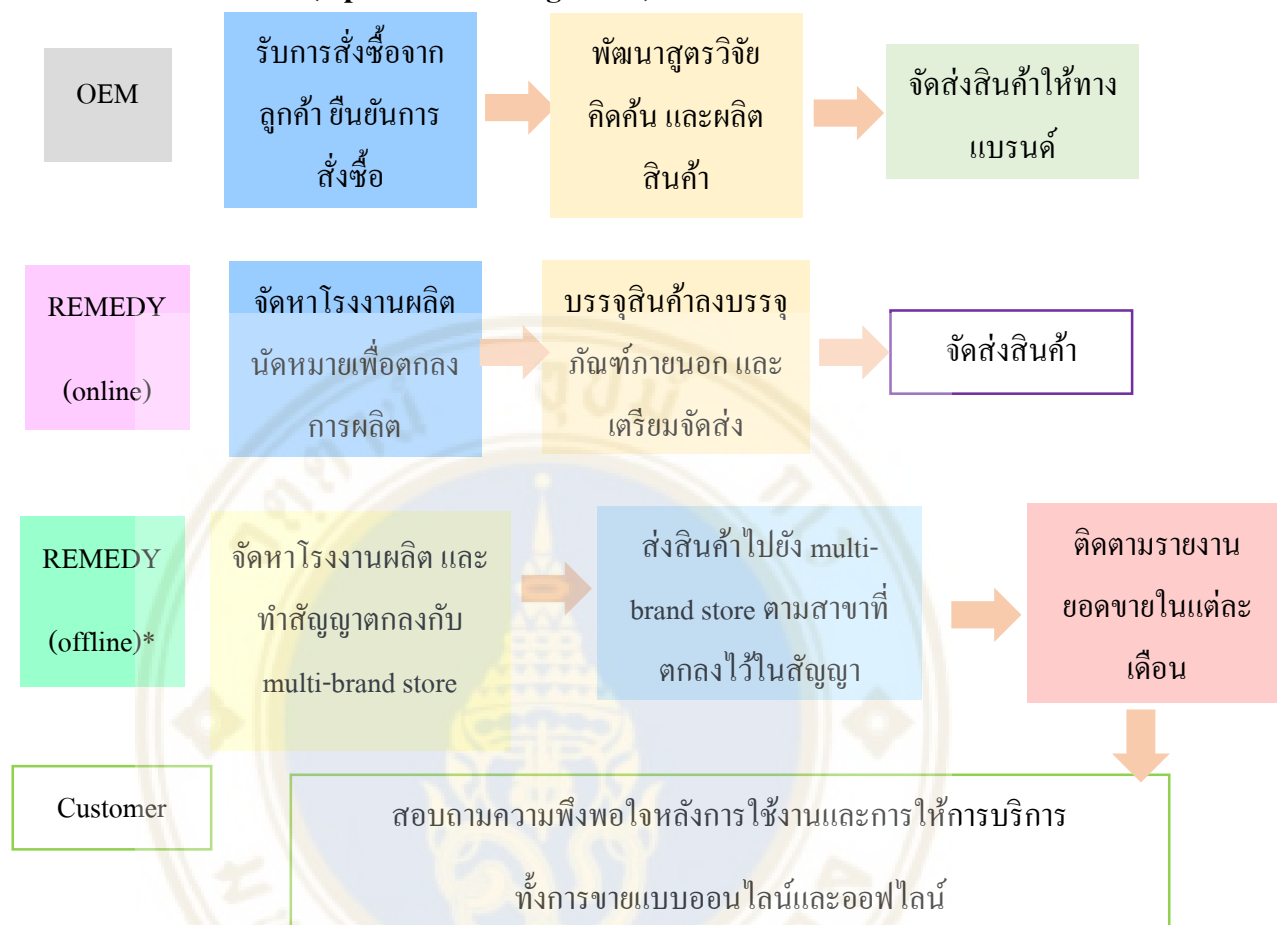 OEM
รับการสั่งซื้อจาก
ลูกค้า ยืนยันการ
สั่งซื้อ
พัฒนาสูตรวิจัย
คิดค้น และผลิต
สินค้า
จัดส่งสินค้าให้ทาง
แบรนด์
REMEDY
(online)
จัดหาโรงงานผลิต
นัดหมายเพื่อตกลง
การผลิต
บรรจุสินค้าลงบรรจุ
ภัณฑ์ภายนอก และ
เตรียมจัดส่ง
จัดส่งสินค้า
REMEDY
(offline)*
จัดหาโรงงานผลิต และ
ทำสัญญาตกลงกับ
multi-brand store
ส่งสินค้าไปยัง multi-
brand store ตามสาขาที่
ตกลงไว้ในสัญญา
ติดตามรายงาน
ยอดขายในแต่ละ
เดือน
Customer
สอบถามความพึงพอใจหลังการใช้งานและการให้การบริการ
ทั้งการขายแบบออนไลน์และออฟไลน์